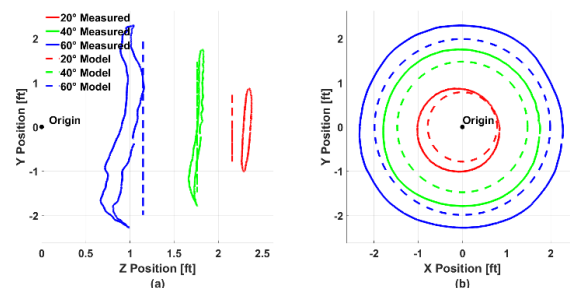 20° Measured
40° Measured
60° Measured
20° Model
40° Model
60° Model
Origin
Y Position [ft]
2
1
0
-1
-2
0
0.5
1
1.5
2
2.5
Z Position [ft]
(a)
Origin
Y Position [ft]
2
1
0
-1
-2
-2
-1
0
1
2
X Position [ft]
(b)